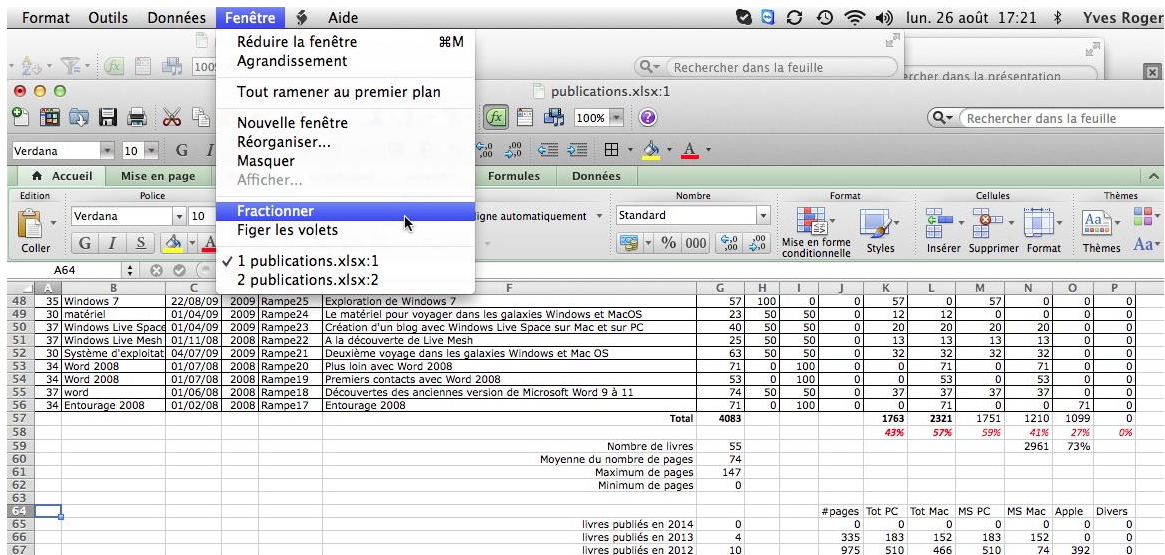 Format Outils Données Fenêtre Aide lun. 26 août 17:21 Yves Roger
Réduire la fenêtre ⌘M
Agrandissement
Tout ramener au premier plan
Nouvelle fenêtre
Réorganiser...
Masquer
Afficher...
Fractionner
Figer les volets
✓ 1 publications.xlsx:1
2 publications.xlsx:2
100
Rechercher dans la feuille
ercher dans la présentation
publications.xlsx:1
100%
Rechercher dans la feuille
Verdana 10 G I
Accueil Mise en page Formules Données
Edition Police Nombre Format Cellules Thèmes
Coller
Verdana 10
G I S A
igne automatiquement
Standard
% 000
Mise en forme conditionnelle
Styles
Insérer Supprimer Format
Thèmes Aa
A64
A B C F G H I J K L M N O P
48 35 Windows 7 22/08/09 2009 Rampe25 Exploration de Windows 7 57 100 0 0 57 0 57 0 0 0
49 30 matériel 01/04/09 2009 Rampe24 Le matériel pour voyager dans les galaxies Windows et MacOS 23 50 50 0 12 12 0 0 0 0
50 37 Windows Live Space 01/04/09 2009 Rampe23 Création d'un blog avec Windows Live Space sur Mac et sur PC 40 50 50 0 20 20 20 20 0 0
51 37 Windows Live Mesh 01/11/08 2008 Rampe22 A la découverte de Live Mesh 25 50 50 0 13 13 13 13 0 0
52 30 Système d'exploitat 04/07/09 2009 Rampe21 Deuxième voyage dans les galaxies Windows et Mac OS 63 50 50 0 32 32 32 32 0 0
53 34 Word 2008 01/07/08 2008 Rampe20 Plus loin avec Word 2008 71 0 100 0 0 71 0 71 0 0
54 34 Word 2008 01/07/08 2008 Rampe19 Premiers contacts avec Word 2008 53 0 100 0 0 53 0 53 0 0
55 37 word 01/06/08 2008 Rampe18 Découvertes des anciennes version de Microsoft Word 9 à 11 74 50 50 0 37 37 37 37 0 0
56 34 Entourage 2008 01/02/08 2008 Rampe17 Entourage 2008 71 0 100 0 0 71 0 0 71 0
57 Total 4083 1763 2321 1751 1210 1099 0
58 43% 57% 59% 41% 27% 0%
59 Nombre de livres 55 2961 73%
60 Moyenne du nombre de pages 74
61 Maximum de pages 147
62 Minimum de pages 0
63
64 #pages Tot PC Tot Mac MS PC MS Mac Apple Divers
65 livres publiés en 2014 0 0 0 0 0 0 0 0
66 livres publiés en 2013 4 335 183 152 183 152 0 0
67 livres publiés en 2012 10 975 510 466 510 74 392 0